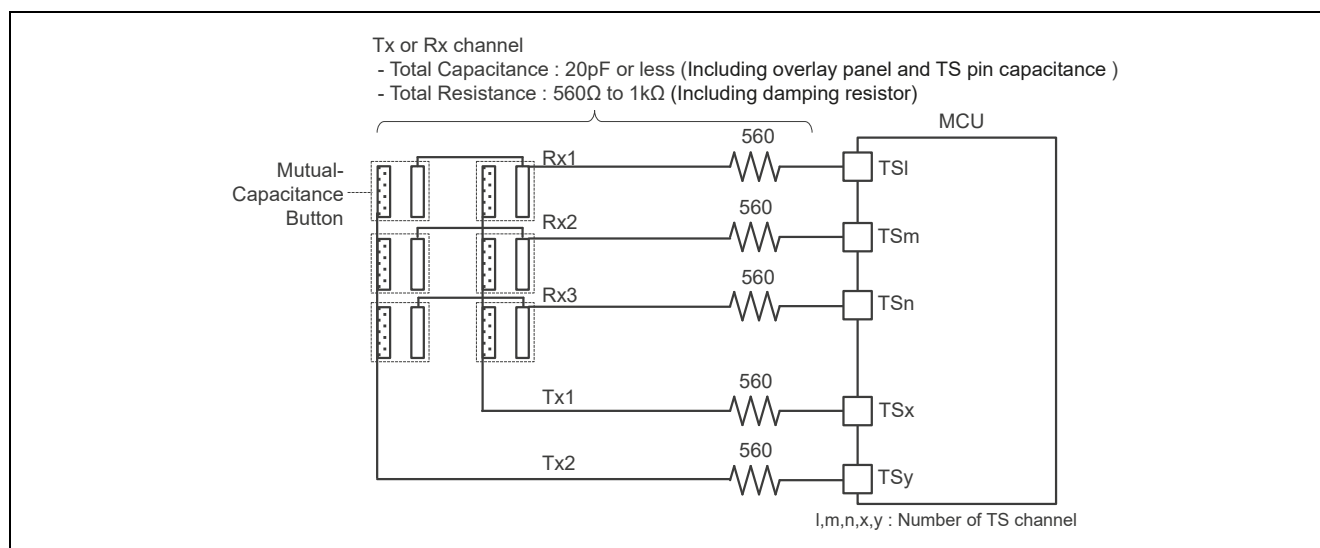 Tx or Rx channel
- Total Capacitance : 20pF or less (Including overlay panel and TS pin capacitance )
- Total Resistance : 560Ω to 1kΩ (Including damping resistor)
MCU
Mutual-
Capacitance
Button
Rx1
560
TSl
Rx2
560
TSm
Rx3
560
TSn
Tx1
560
TSx
Tx2
560
TSy
l,m,n,x,y : Number of TS channel